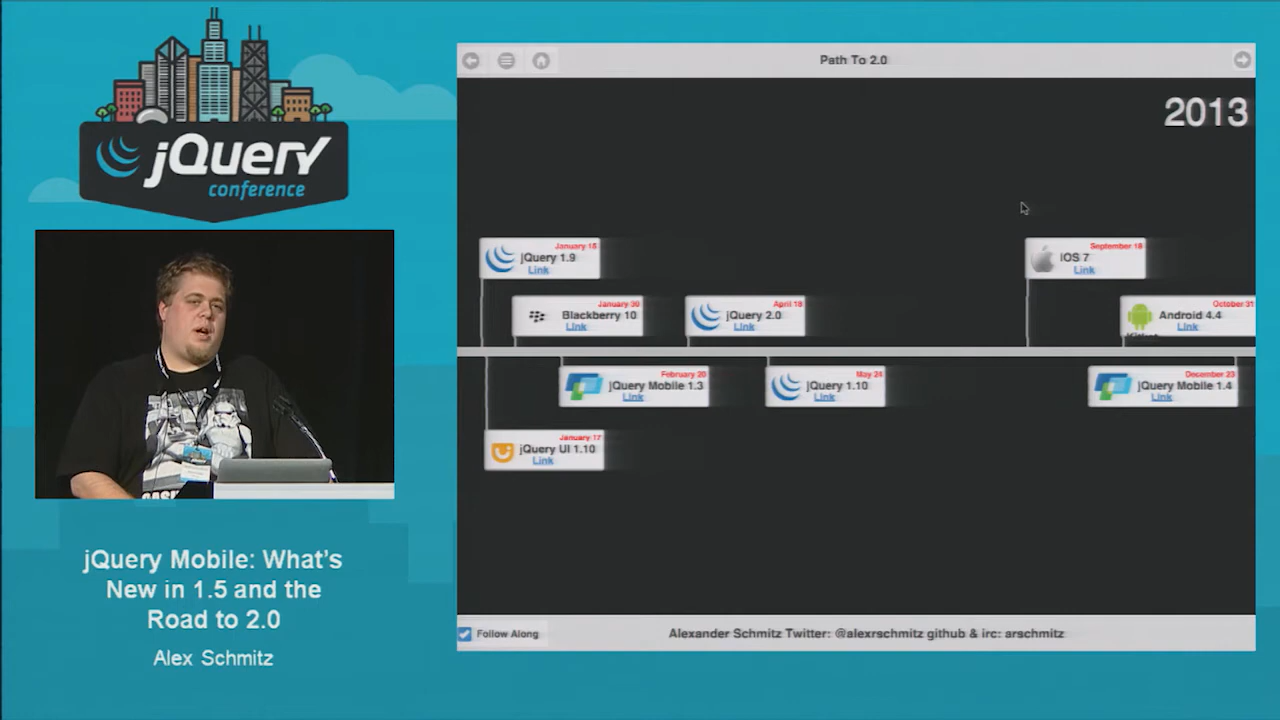 jQuery
conference
jQuery Mobile: What's
New in 1.5 and the
Road to 2.0
Alex Schmitz
Path To 2.0
2013
January 15
jQuery 1.9
Link
September 18
iOS 7
Link
January 30
Blackberry 10
Link
April 18
jQuery 2.0
Link
October 31
Android 4.4
Link
February 20
jQuery Mobile 1.3
Link
May 24
jQuery 1.10
Link
December 23
jQuery Mobile 1.4
Link
January 17
jQuery UI 1.10
Link
Follow Along
Alexander Schmitz Twitter: @alexrschmitz github & irc: arschmitz